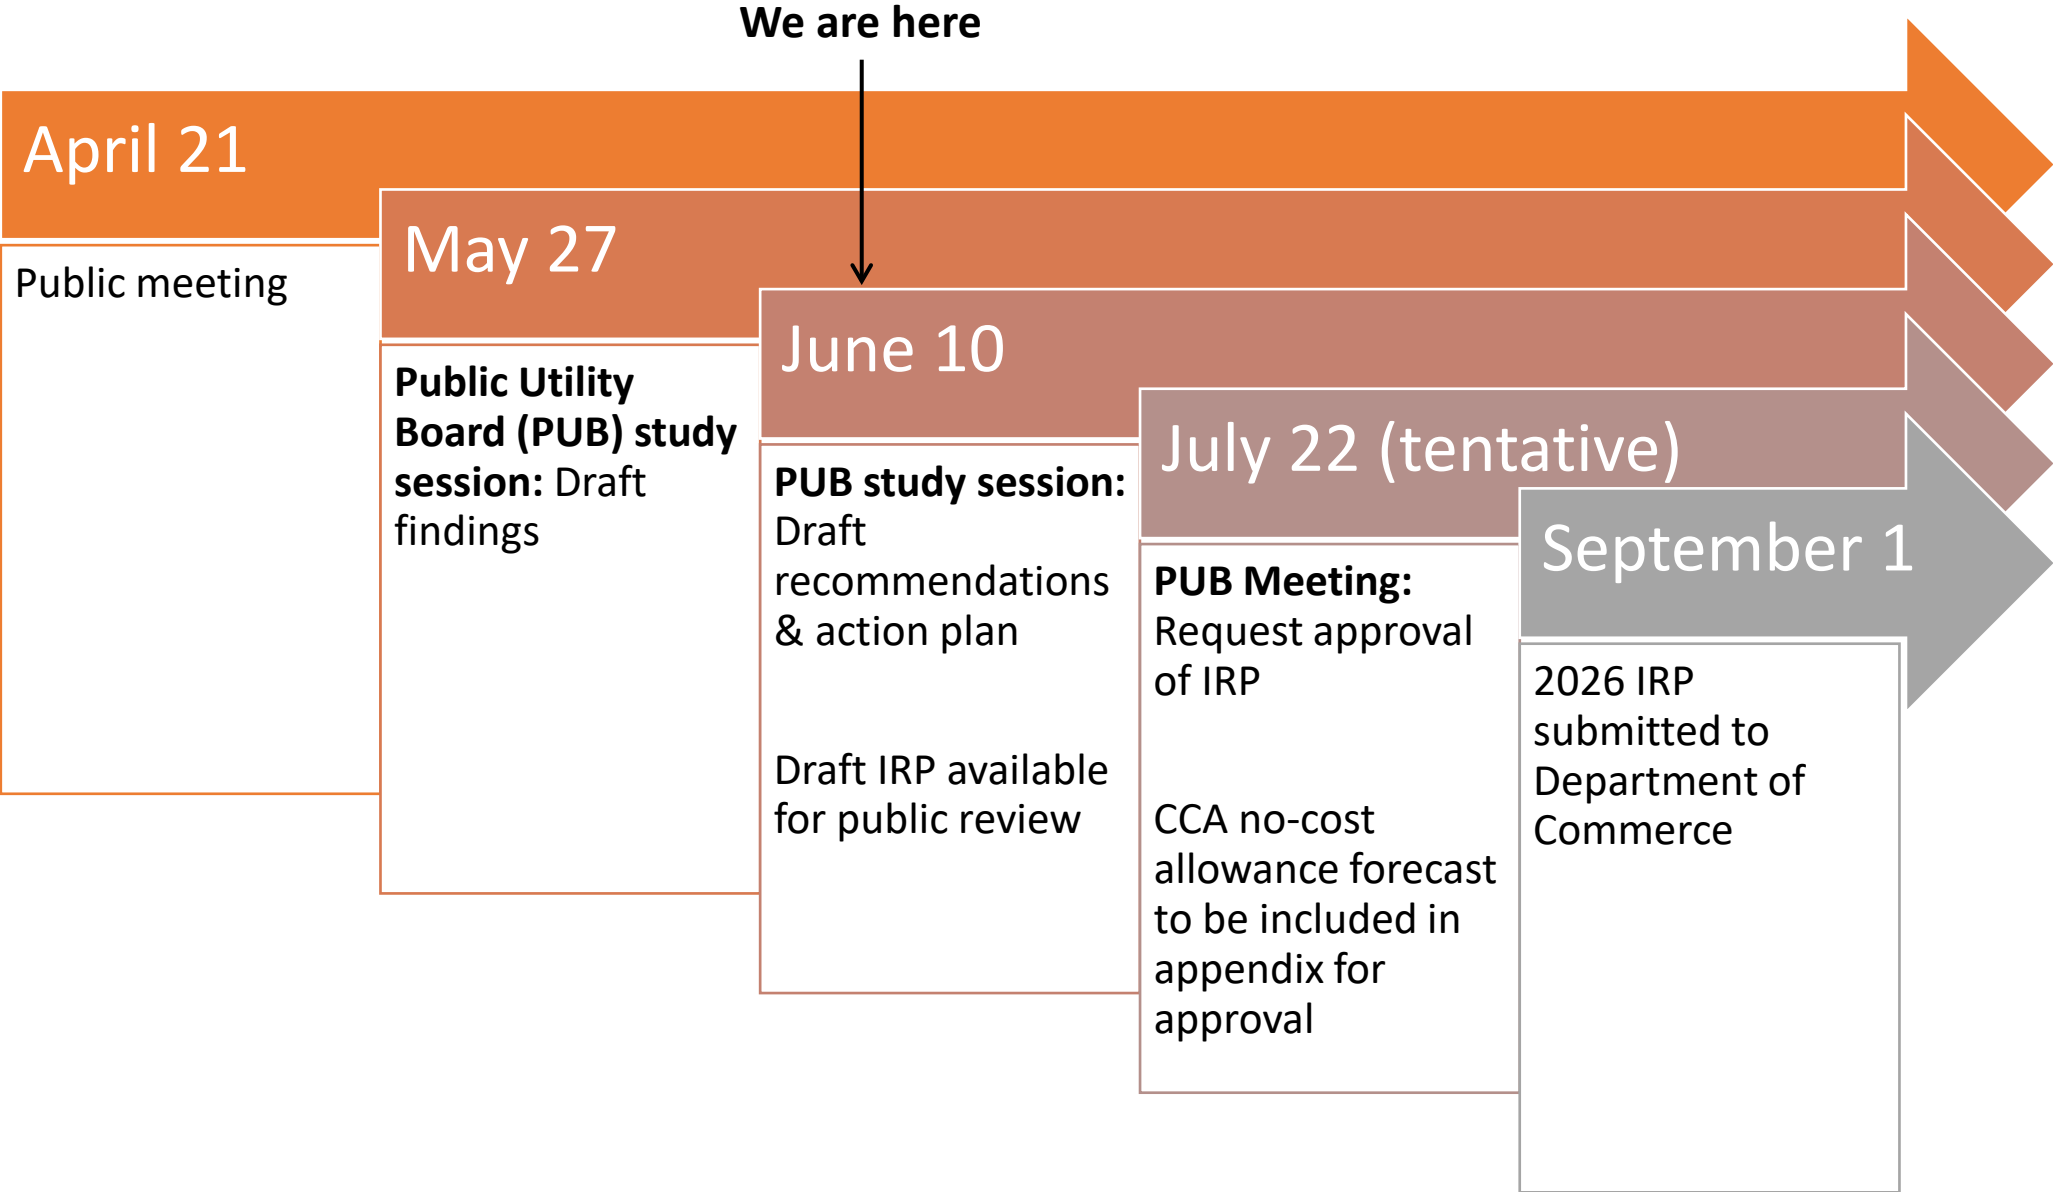 We are here
April 21
Public meeting
May 27
Public Utility
Board (PUB) study
session: Draft
findings
June 10
PUB study session:
Draft
recommendations
& action plan
Draft IRP available
for public review
July 22 (tentative)
PUB Meeting:
Request approval
of IRP
CCA no-cost
allowance forecast
to be included in
appendix for
approval
September 1
2026 IRP
submitted to
Department of
Commerce